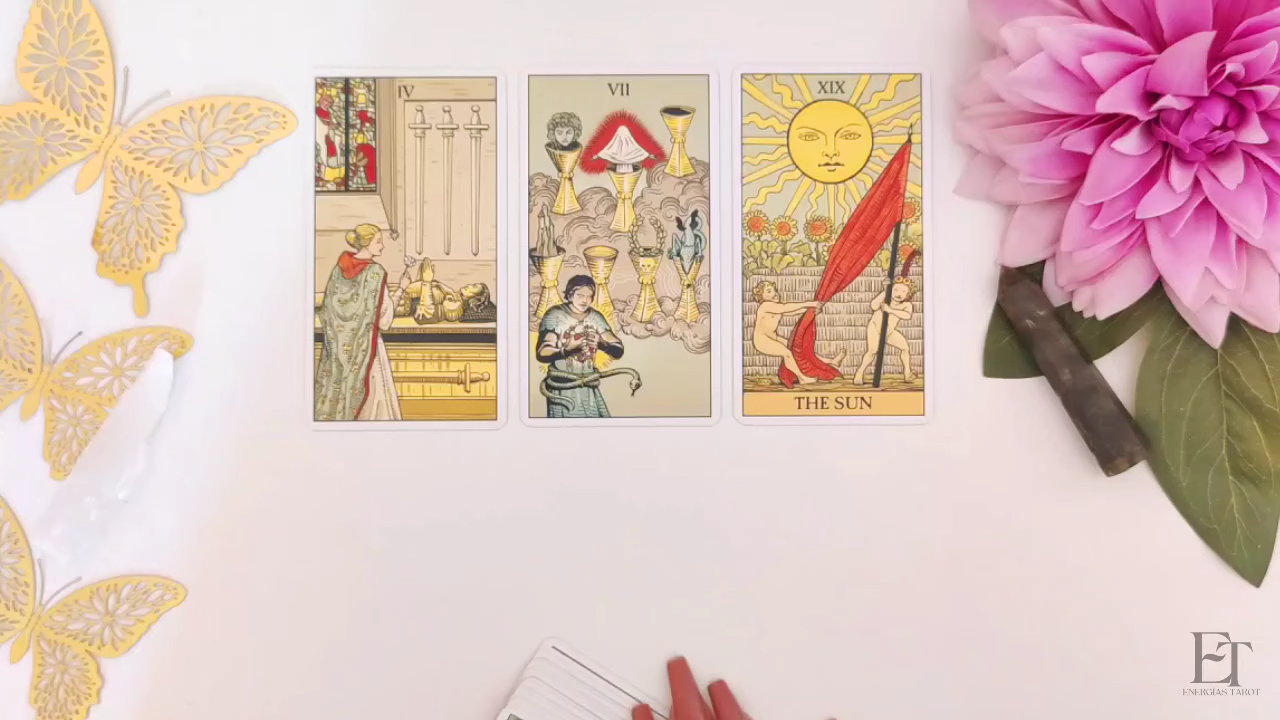 IV
VII
XIX
THE SUN
ET
ENERGÍAS TAROT